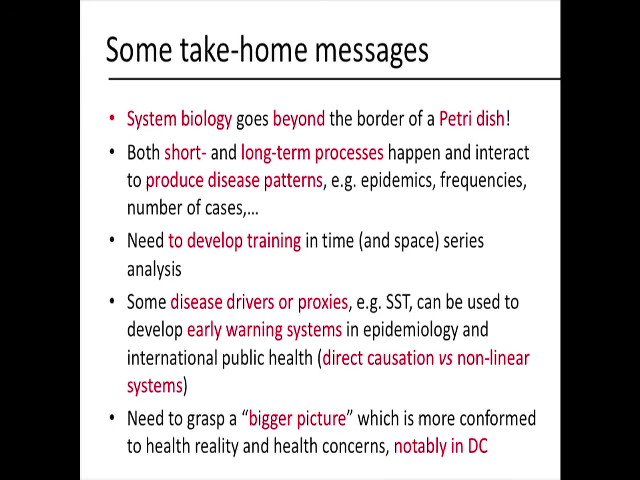 Some take-home messages
• System biology goes beyond the border of a Petri dish!
• Both short- and long-term processes happen and interact
to produce disease patterns, e.g. epidemics, frequencies,
number of cases,...
• Need to develop training in time (and space) series
analysis
• Some disease drivers or proxies, e.g. SST, can be used to
develop early warning systems in epidemiology and
international public health (direct causation vs non-linear
systems)
• Need to grasp a “bigger picture” which is more conformed
to health reality and health concerns, notably in DC